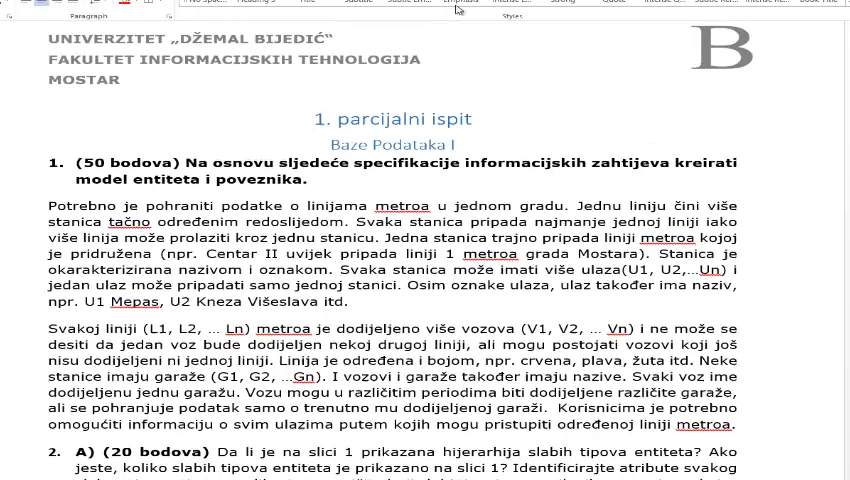 Paragraph
Styles
UNIVERZITET „DŽEMAL BIJEDIĆ“
FAKULTET INFORMACIJSKIH TEHNOLOGIJA
MOSTAR
B
1. parcijalni ispit
Baze Podataka I
1. (50 bodova) Na osnovu sljedeće specifikacije informacijskih zahtijeva kreirati
model entiteta i poveznika.
Potrebno je pohraniti podatke o linijama metroa u jednom gradu. Jednu liniju čini više
stanica tačno određenim redoslijedom. Svaka stanica pripada najmanje jednoj liniji iako
više linija može prolaziti kroz jednu stanicu. Jedna stanica trajno pripada liniji metroa kojoj
je pridružena (npr. Centar II uvijek pripada liniji 1 metroa grada Mostara). Stanica je
okarakterizirana nazivom i oznakom. Svaka stanica može imati više ulaza(U1, U2,...Un) i
jedan ulaz može pripadati samo jednoj stanici. Osim oznake ulaza, ulaz također ima naziv,
npr. U1 Mepas, U2 Kneza Višeslava itd.
Svakoj liniji (L1, L2, … Ln) metroa je dodijeljeno više vozova (V1, V2, … Vn) i ne može se
desiti da jedan voz bude dodijeljen nekoj drugoj liniji, ali mogu postojati vozovi koji još
nisu dodijeljeni ni jednoj liniji. Linija je određena i bojom, npr. crvena, plava, žuta itd. Neke
stanice imaju garaže (G1, G2, …Gn). I vozovi i garaže također imaju nazive. Svaki voz ime
dodijeljenu jednu garažu. Vozu mogu u različitim periodima biti dodijeljene različite garaže,
ali se pohranjuje podatak samo o trenutno mu dodijeljenoj garaži. Korisnicima je potrebno
omogućiti informaciju o svim ulazima putem kojih mogu pristupiti određenoj liniji metroa.
2. A) (20 bodova) Da li je na slici 1 prikazana hijerarhija slabih tipova entiteta? Ako
jeste, koliko slabih tipova entiteta je prikazano na slici 1? Identificirajte atribute svakog